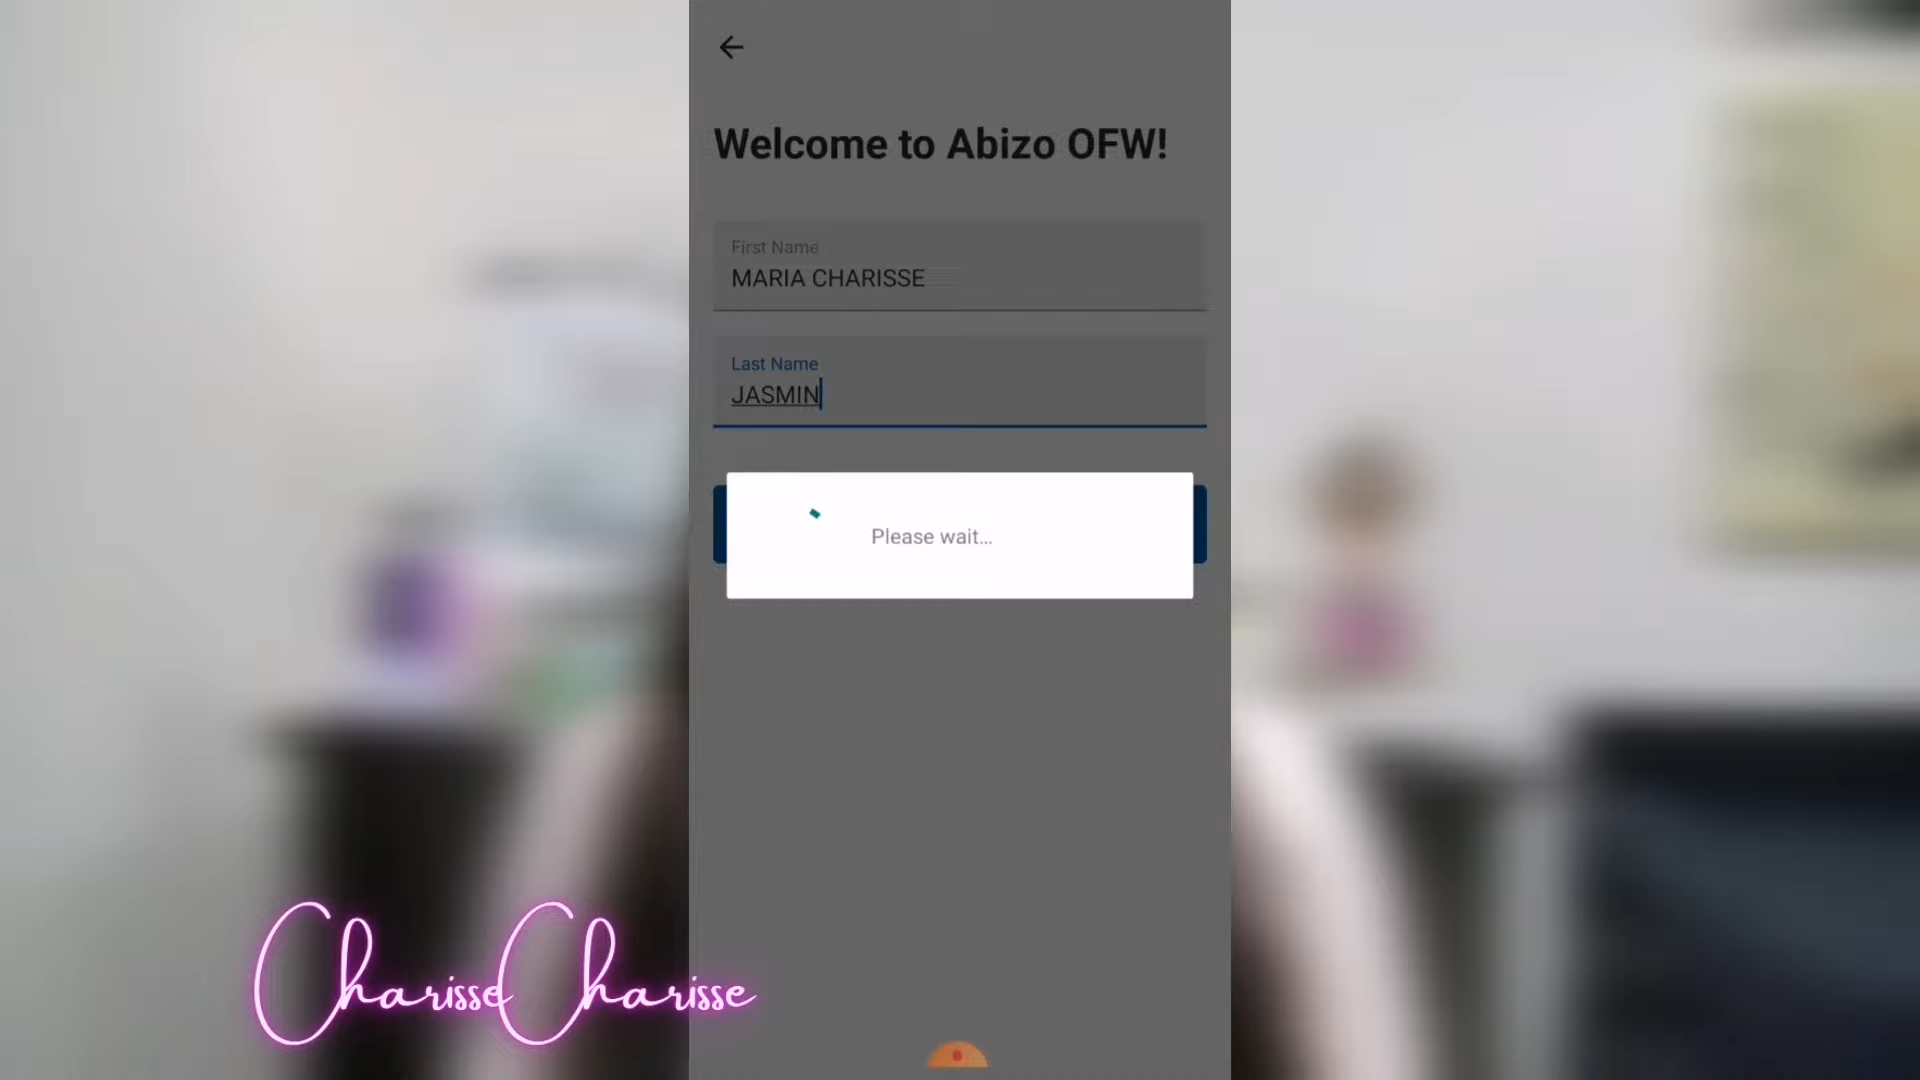 Welcome to Abizo OFW!
First Name
MARIA CHARISSE
Last Name
JASMIN
Please wait...
CharisseCharisse